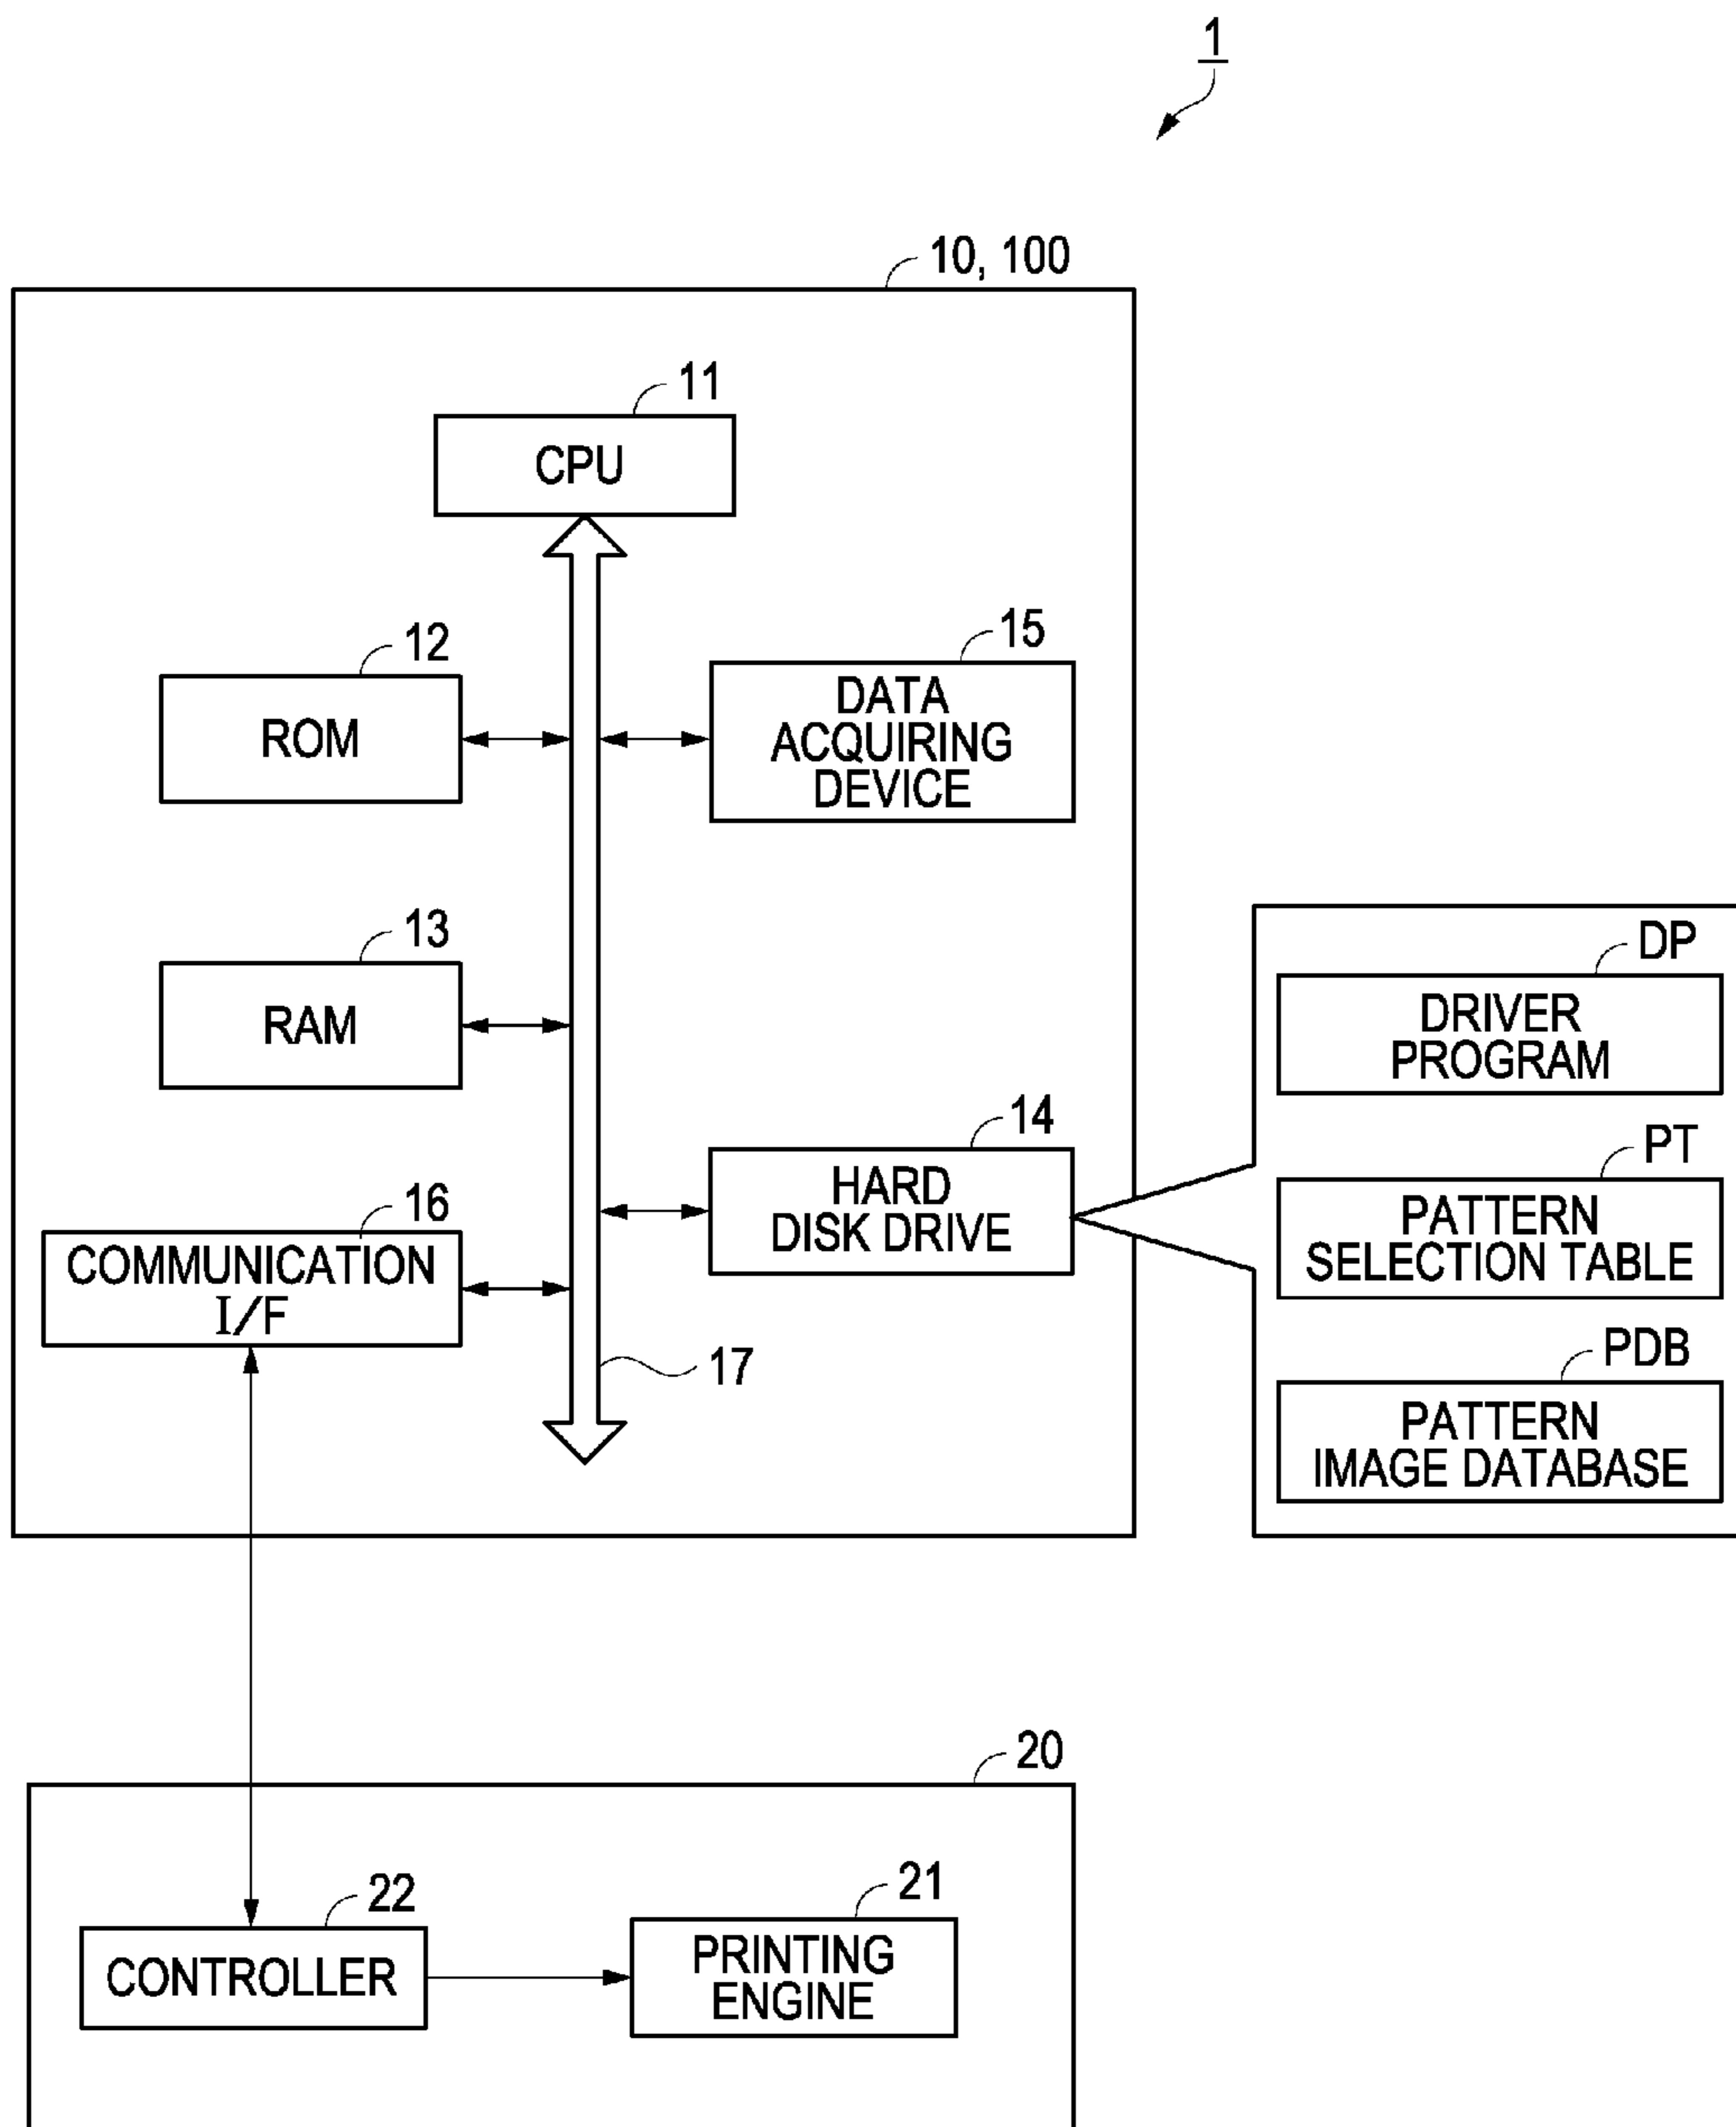 1
10, 100
11
CPU
12
ROM
15
DATA
ACQUIRING
DEVICE
13
RAM
14
HARD
DISK DRIVE
16
COMMUNICATION
I/F
17
DP
DRIVER
PROGRAM
PT
PATTERN
SELECTION TABLE
PDB
PATTERN
IMAGE DATABASE
20
22
CONTROLLER
21
PRINTING
ENGINE